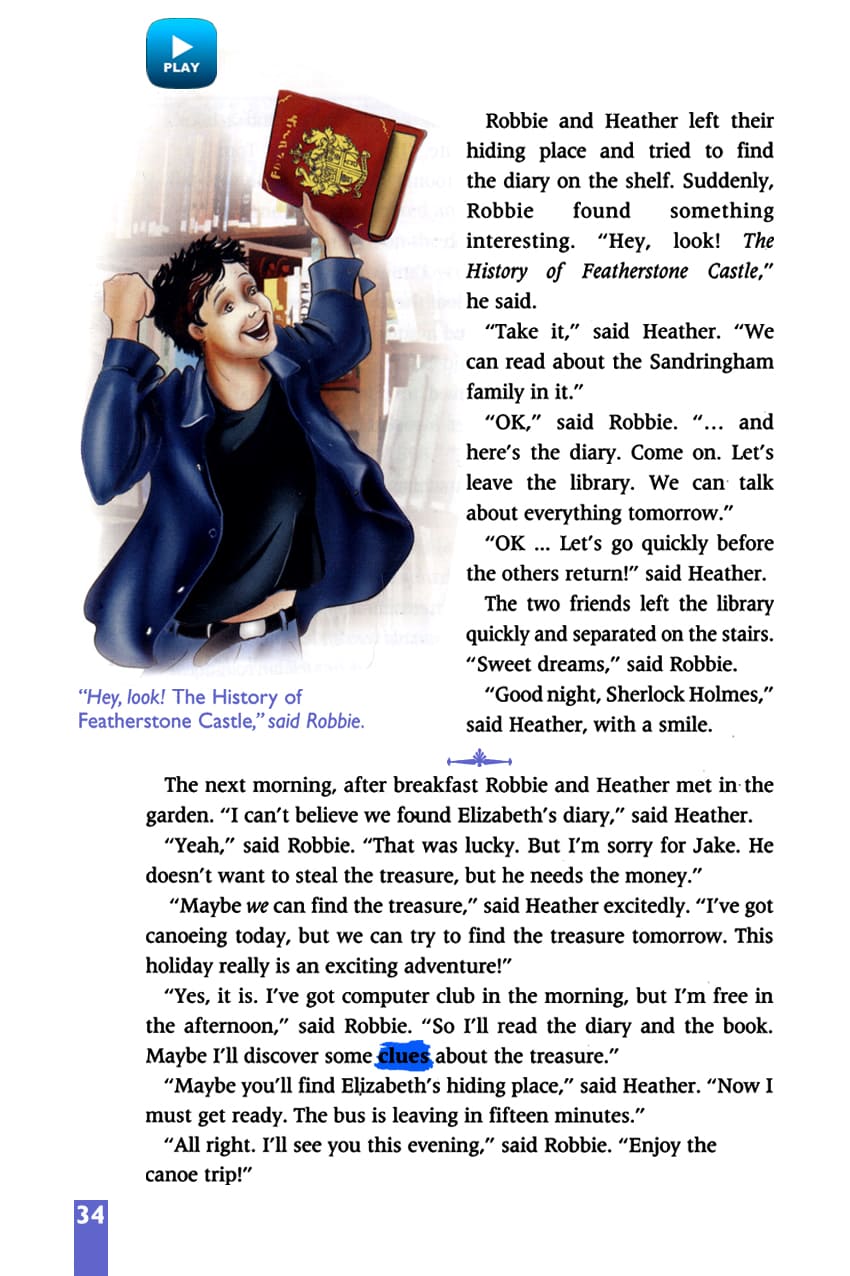 PLAY
Robbie and Heather left their
hiding place and tried to find
the diary on the shelf. Suddenly,
Robbie found something
interesting. “Hey, look! The
History of Featherstone Castle,”
he said.
“Take it,” said Heather. “We
can read about the Sandringham
family in it.”
“OK,” said Robbie. “… and
here’s the diary. Come on. Let’s
leave the library. We can talk
about everything tomorrow.”
“OK ... Let’s go quickly before
the others return!” said Heather.
The two friends left the library
quickly and separated on the stairs.
“Sweet dreams,” said Robbie.
“Good night, Sherlock Holmes,”
said Heather, with a smile.
“Hey, look! The History of
Featherstone Castle,” said Robbie.
The next morning, after breakfast Robbie and Heather met in the
garden. “I can’t believe we found Elizabeth’s diary,” said Heather.
“Yeah,” said Robbie. “That was lucky. But I’m sorry for Jake. He
doesn’t want to steal the treasure, but he needs the money.”
“Maybe we can find the treasure,” said Heather excitedly. “I’ve got
canoeing today, but we can try to find the treasure tomorrow. This
holiday really is an exciting adventure!”
“Yes, it is. I’ve got computer club in the morning, but I’m free in
the afternoon,” said Robbie. “So I’ll read the diary and the book.
Maybe I’ll discover some clues about the treasure.”
“Maybe you’ll find Elizabeth’s hiding place,” said Heather. “Now I
must get ready. The bus is leaving in fifteen minutes.”
“All right. I’ll see you this evening,” said Robbie. “Enjoy the
canoe trip!”
34